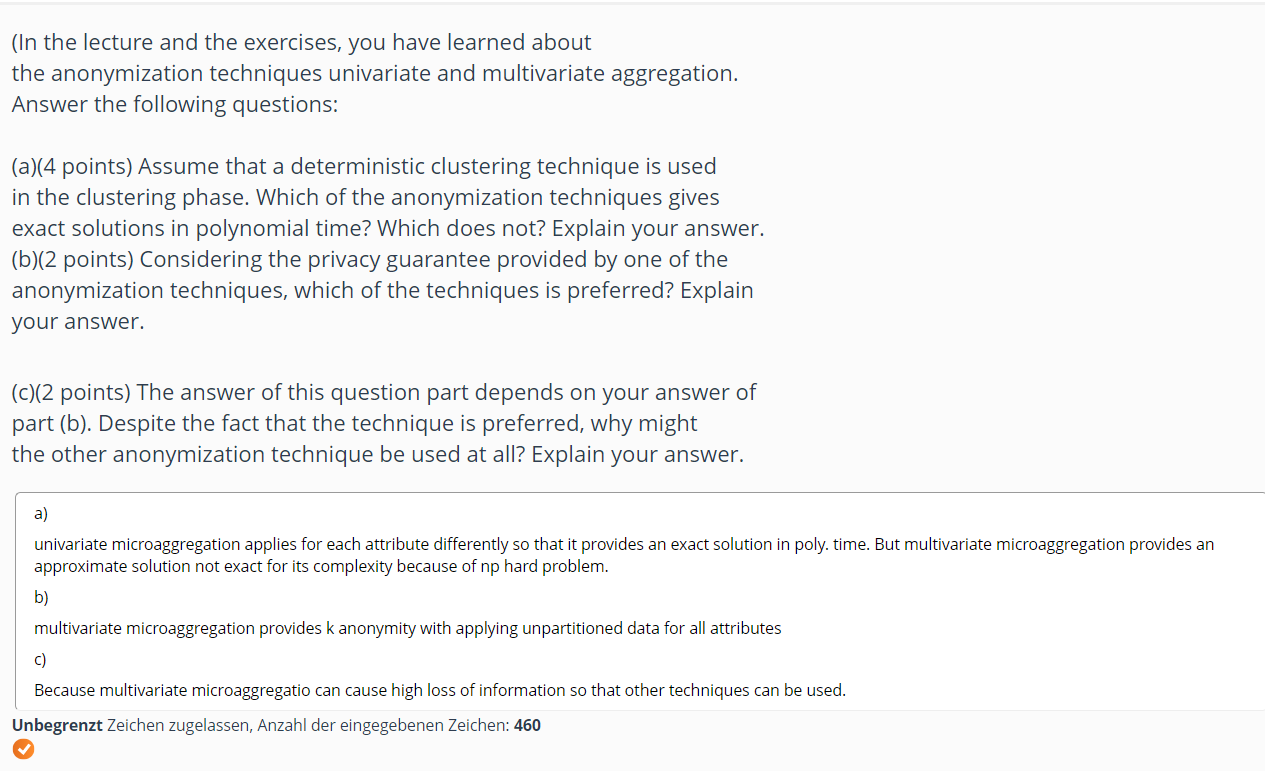 (In the lecture and the exercises, you have learned about
the anonymization techniques univariate and multivariate aggregation.
Answer the following questions:
(a)(4 points) Assume that a deterministic clustering technique is used
in the clustering phase. Which of the anonymization techniques gives
exact solutions in polynomial time? Which does not? Explain your answer.
(b)(2 points) Considering the privacy guarantee provided by one of the
anonymization techniques, which of the techniques is preferred? Explain
your answer.
(c)(2 points) The answer of this question part depends on your answer of
part (b). Despite the fact that the technique is preferred, why might
the other anonymization technique be used at all? Explain your answer.
a)
univariate microaggregation applies for each attribute differently so that it provides an exact solution in poly. time. But multivariate microaggregation provides an
approximate solution not exact for its complexity because of np hard problem.
b)
multivariate microaggregation provides k anonymity with applying unpartitioned data for all attributes
c)
Because multivariate microaggregatio can cause high loss of information so that other techniques can be used.
Unbegrenzt Zeichen zugelassen, Anzahl der eingegebenen Zeichen: 460